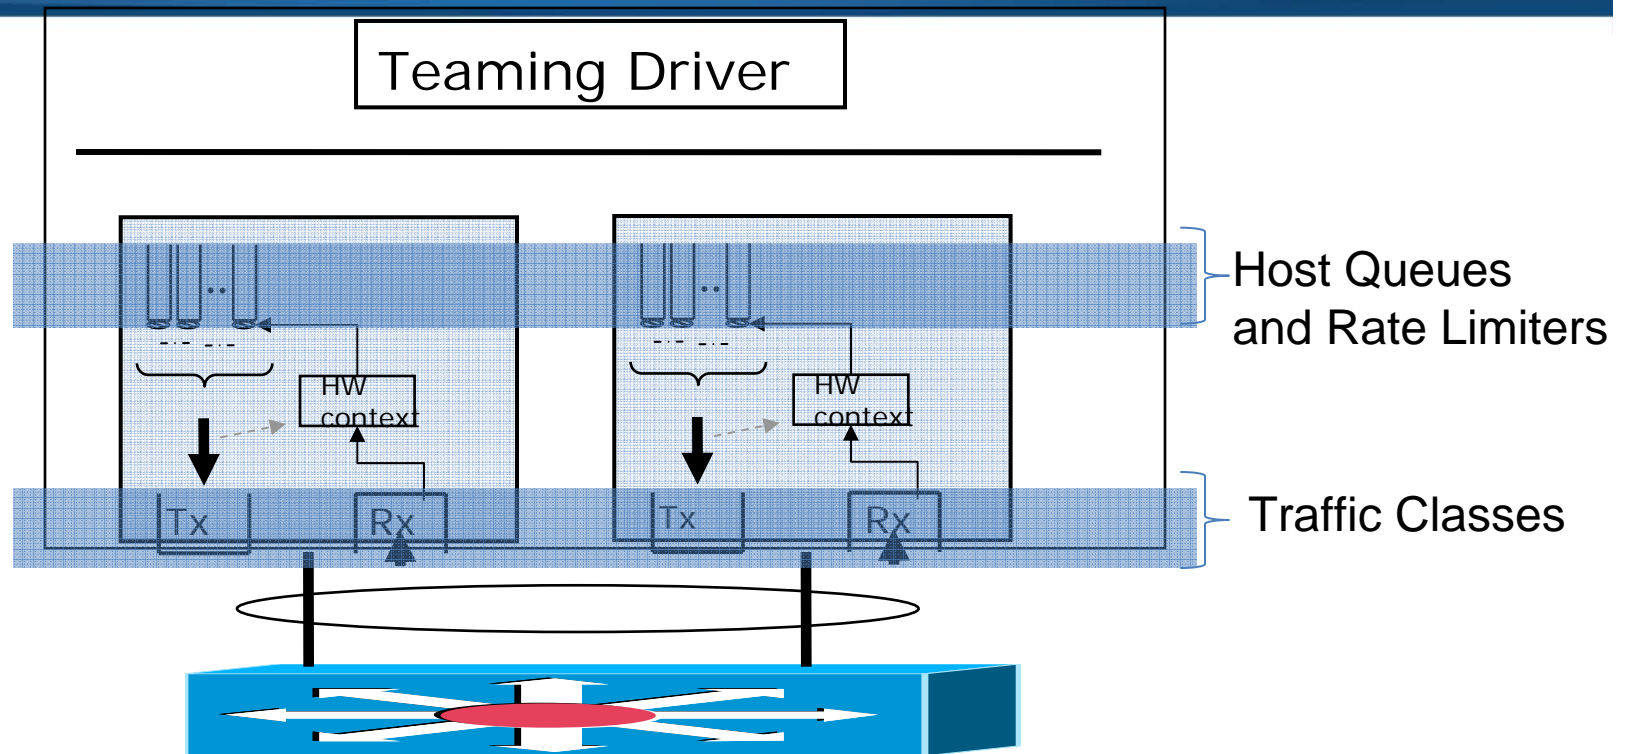 Teaming Driver
Host Queues
and Rate Limiters
..
..
HW
context
HW
context
Traffic Classes
Tx
Rx
Tx
Rx